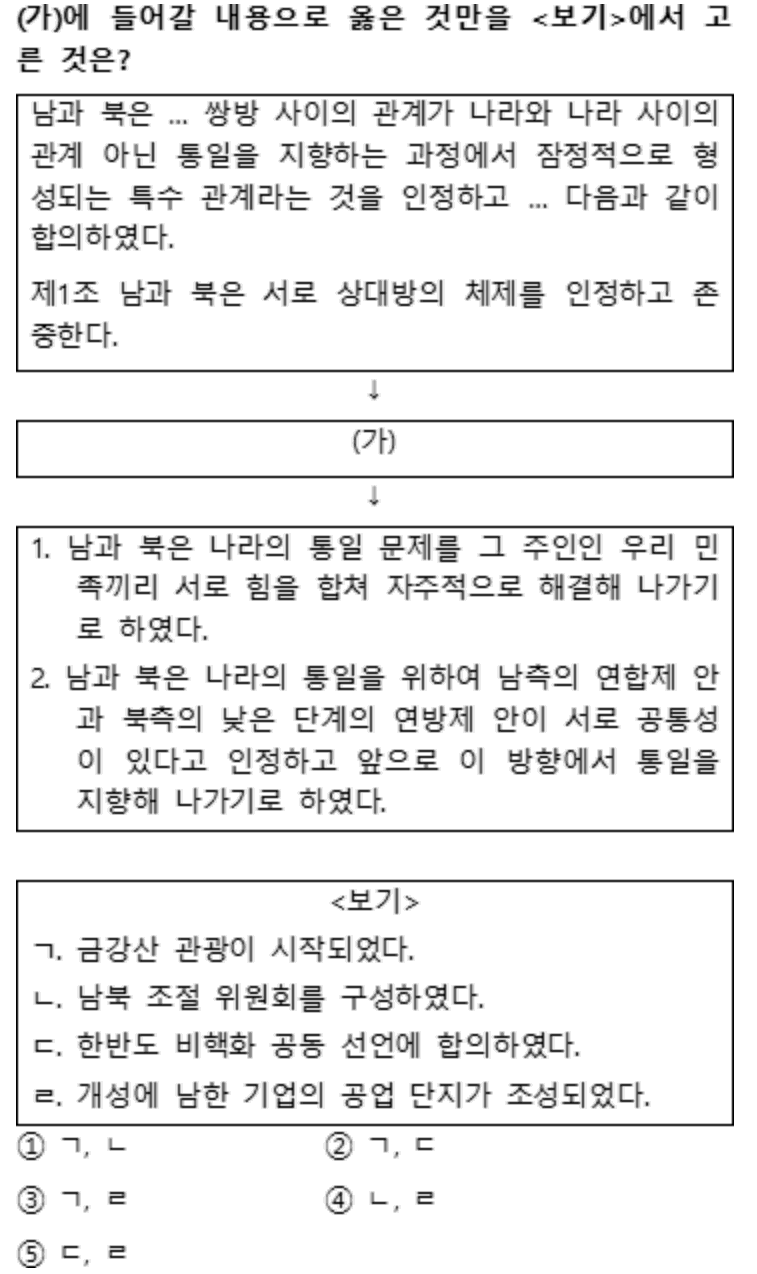 (가)에 들어갈 내용으로 옳은 것만을 <보기>에서 고
른 것은?
남과 북은 ... 쌍방 사이의 관계가 나라와 나라 사이의
관계 아닌 통일을 지향하는 과정에서 잠정적으로 형
성되는 특수 관계라는 것을 인정하고 ... 다음과 같이
합의하였다.
제1조 남과 북은 서로 상대방의 체제를 인정하고 존
중한다.
↓
(가)
↓
1. 남과 북은 나라의 통일 문제를 그 주인인 우리 민
족끼리 서로 힘을 합쳐 자주적으로 해결해 나가기
로 하였다.
2. 남과 북은 나라의 통일을 위하여 남측의 연합제 안
과 북측의 낮은 단계의 연방제 안이 서로 공통성
이 있다고 인정하고 앞으로 이 방향에서 통일을
지향해 나가기로 하였다.
<보기>
ㄱ. 금강산 관광이 시작되었다.
ㄴ. 남북 조절 위원회를 구성하였다.
ㄷ. 한반도 비핵화 공동 선언에 합의하였다.
ㄹ. 개성에 남한 기업의 공업 단지가 조성되었다.
① ㄱ, ㄴ ② ㄱ, ㄷ
③ ㄱ, ㄹ ④ ㄴ, ㄹ
⑤ ㄷ, ㄹ